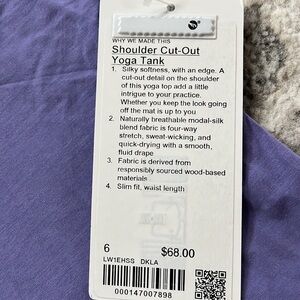 WHY WE MADE THIS
Shoulder Cut-Out
Yoga Tank
1. Silky softness, with an edge. A
cut-out detail on the shoulder
of this yoga top add a little
intrigue to your practice.
Whether you keep the look going
off the mat is up to you
2. Naturally breathable modal-silk
blend fabric is four-way
stretch, sweat-wicking, and
quick-drying with a smooth,
fluid drape
3. Fabric is derived from
responsibly sourced wood-based
materials
4. Slim fit, waist length
6 $68.00
LW1EHSS DKLA
000147007898